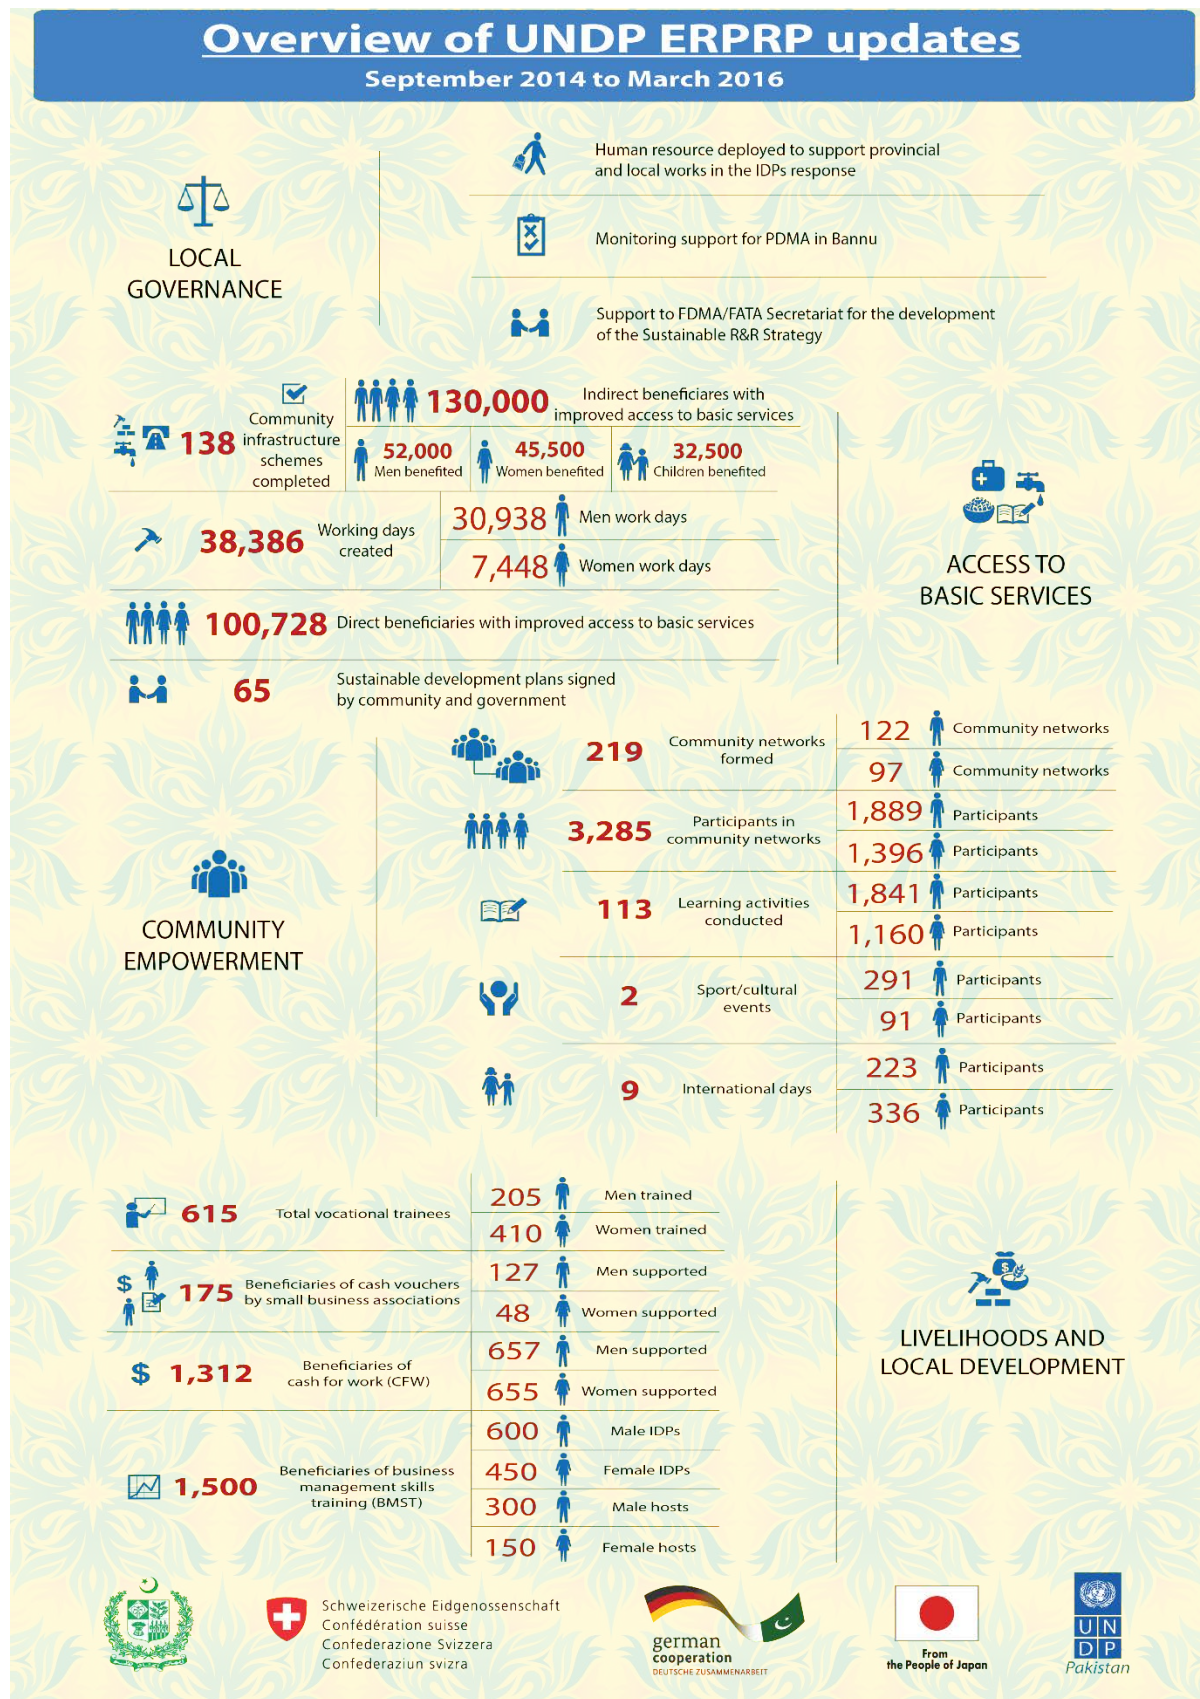 Overview of UNDP ERPRP updates
September 2014 to March 2016
LOCAL
GOVERNANCE
Human resource deployed to support provincial
and local works in the IDPs response
Monitoring support for PDMA in Bannu
Support to FDMA/FATA Secretariat for the development
of the Sustainable R&R Strategy
138
Community
infrastructure
schemes
completed
130,000
Indirect beneficiares with
improved access to basic services
52,000
Men benefited
45,500
Women benefited
32,500
Children benefited
38,386
Working days
created
30,938
Men work days
7,448
Women work days
100,728
Direct beneficiaries with improved access to basic services
65
Sustainable development plans signed
by community and government
ACCESS TO
BASIC SERVICES
COMMUNITY
EMPOWERMENT
219
Community networks
formed
122
Community networks
97
Community networks
3,285
Participants in
community networks
1,889
Participants
1,396
Participants
113
Learning activities
conducted
1,841
Participants
1,160
Participants
2
Sport/cultural
events
291
Participants
91
Participants
9
International days
223
Participants
336
Participants
615
Total vocational trainees
205
Men trained
410
Women trained
$
175
Beneficiaries of cash vouchers
by small business associations
127
Men supported
48
Women supported
$
1,312
Beneficiaries of
cash for work (CFW)
657
Men supported
655
Women supported
1,500
Beneficiaries of business
management skills
training (BMST)
600
Male IDPs
450
Female IDPs
300
Male hosts
150
Female hosts
$
LIVELIHOODS AND
LOCAL DEVELOPMENT
Schweizerische Eidgenossenschaft
Confédération suisse
Confederazione Svizzera
Confederaziun svizra
german
cooperation
DEUTSCHE ZUSAMMENARBEIT
From
the People of Japan
U N
D P
Pakistan